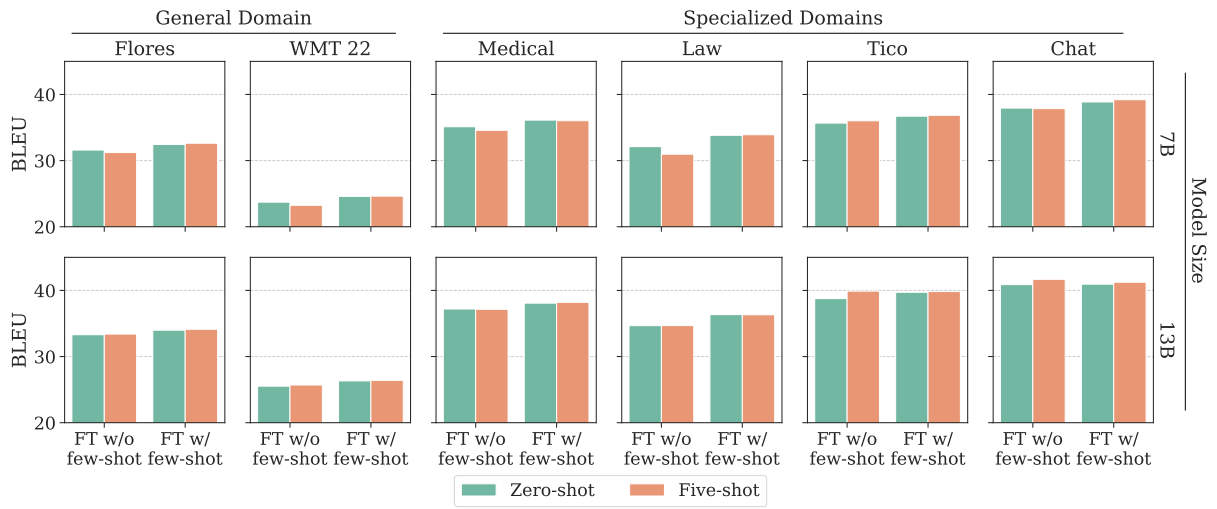 General Domain
Specialized Domains
Flores
WMT 22
Medical
Law
Tico
Chat
BLEU
40
30
20
7B
BLEU
40
30
20
13B
Model Size
FT w/o
few-shot
FT w/
few-shot
FT w/o
few-shot
FT w/
few-shot
FT w/o
few-shot
FT w/
few-shot
FT w/o
few-shot
FT w/
few-shot
FT w/o
few-shot
FT w/
few-shot
FT w/o
few-shot
FT w/
few-shot
Zero-shot
Five-shot